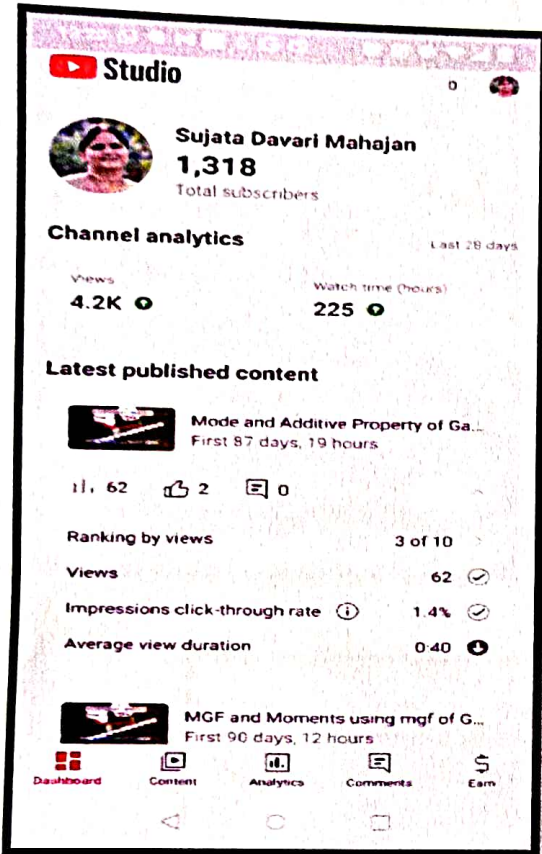 Studio
0
Sujata Davari Mahajan
1,318
Total subscribers
Channel analytics
Last 28 days
Views
Watch time (hours)
4.2K
225
Latest published content
Mode and Additive Property of Ga...
First 87 days, 19 hours
62 2 0
Ranking by views 3 of 10
Views 62
Impressions click-through rate 1.4%
Average view duration 0:40
MGF and Moments using mgf of G...
First 90 days, 12 hours
Dashboard Content Analytics Comments Earn